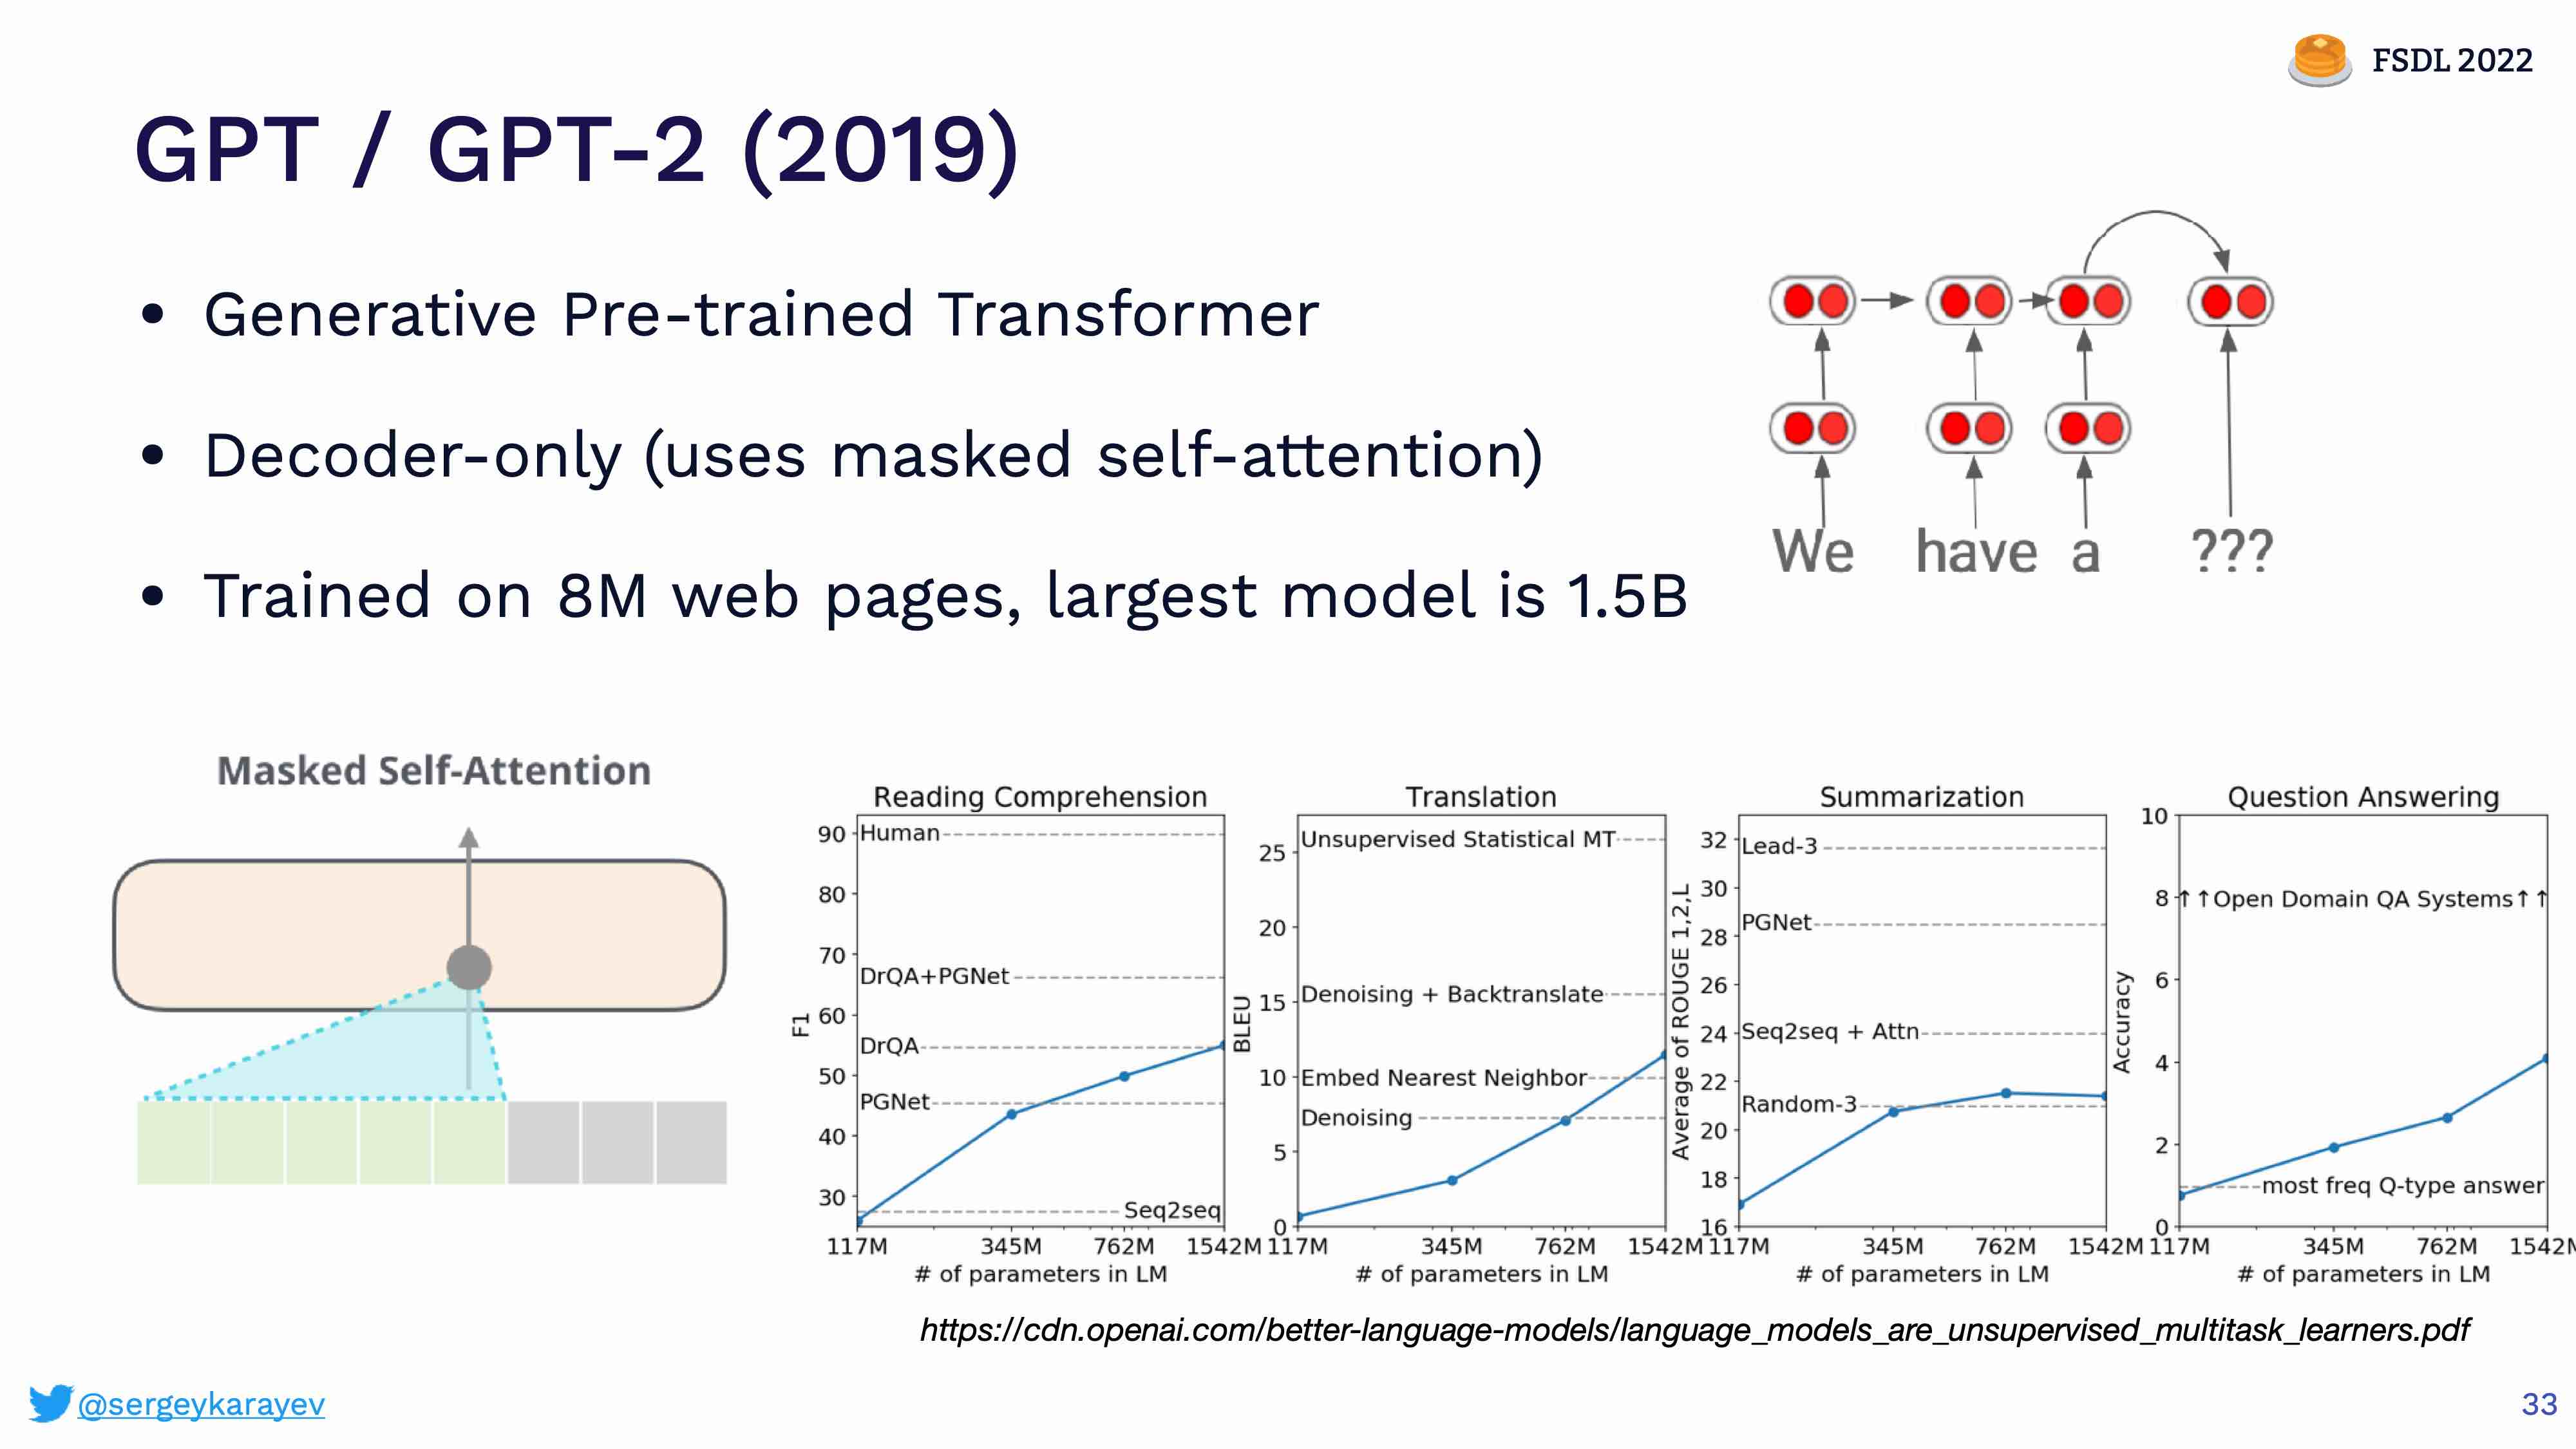 FSDL 2022
GPT / GPT-2 (2019)
• Generative Pre-trained Transformer
• Decoder-only (uses masked self-attention)
• Trained on 8M web pages, largest model is 1.5B
We have a ???
Masked Self-Attention
Reading Comprehension
90
80
70
60
50
40
30
F1
Human
DrQA+PGNet
DrQA
PGNet
Seq2seq
117M 345M 762M 1542M
# of parameters in LM
Translation
25
20
15
10
5
0
BLEU
Unsupervised Statistical MT
Denoising + Backtranslate
Embed Nearest Neighbor
Denoising
117M 345M 762M 1542M
# of parameters in LM
Summarization
32
30
28
26
24
22
20
18
16
Average of ROUGE 1,2,L
Lead-3
PGNet
Seq2seq + Attn
Random-3
117M 345M 762M 1542M
# of parameters in LM
Question Answering
10
8
6
4
2
0
Accuracy
↑↑Open Domain QA Systems↑↑
most freq Q-type answer
117M 345M 762M 1542M
# of parameters in LM
https://cdn.openai.com/better-language-models/language_models_are_unsupervised_multitask_learners.pdf
@sergeykarayev
33